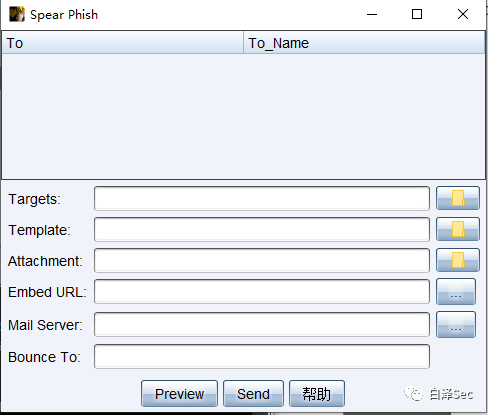 Spear Phish
To To_Name
Targets:
Template:
Attachment:
Embed URL: ...
Mail Server: ...
Bounce To:
Preview Send 帮助
白泽Sec